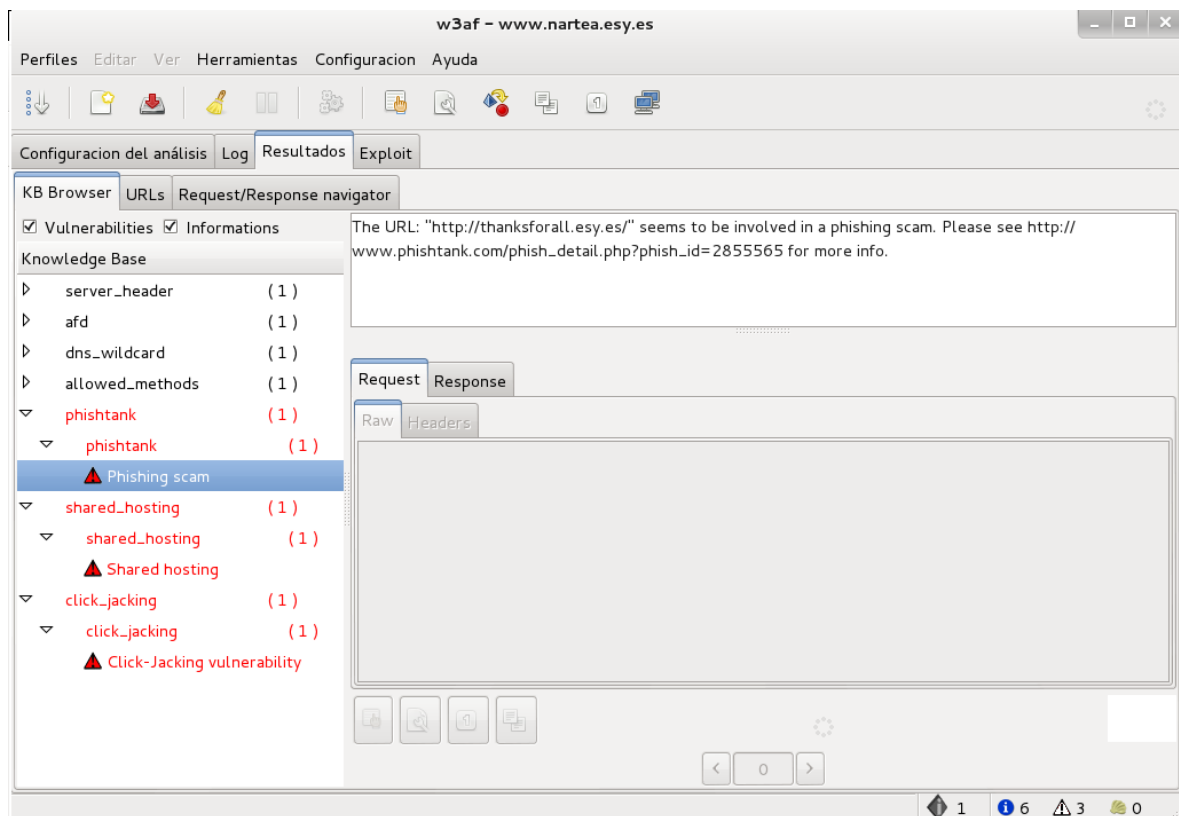 w3af – www.nartea.esy.es
Perfiles Editar Ver Herramientas Configuracion Ayuda
Configuracion del análisis Log Resultados Exploit
KB Browser URLs Request/Response navigator
Vulnerabilities Informations
Knowledge Base
server_header (1)
afd (1)
dns_wildcard (1)
allowed_methods (1)
phishtank (1)
phishtank (1)
Phishing scam
shared_hosting (1)
shared_hosting (1)
Shared hosting
click_jacking (1)
click_jacking (1)
Click-Jacking vulnerability
The URL: "http://thanksforall.esy.es/" seems to be involved in a phishing scam. Please see http://
www.phishtank.com/phish_detail.php?phish_id=2855565 for more info.
Request Response
Raw Headers
< 0 >
1 6 3 0